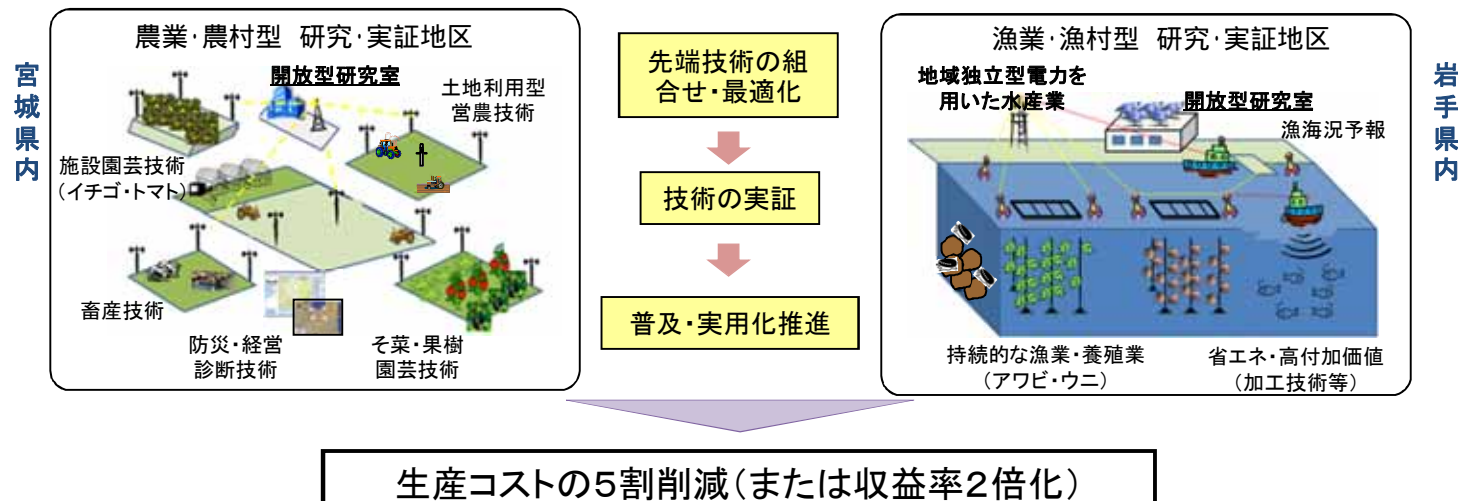 宮城県内
農業・農村型 研究・実証地区
開放型研究室
土地利用型
営農技術
施設園芸技術
(イチゴ・トマト)
畜産技術
防災・経営
診断技術
そ菜・果樹
園芸技術
先端技術の組
合せ・最適化
技術の実証
普及・実用化推進
漁業・漁村型 研究・実証地区
地域独立型電力を
用いた水産業
開放型研究室
漁海況予報
持続的な漁業・養殖業
(アワビ・ウニ)
省エネ・高付加価値
(加工技術等)
岩手県内
生産コストの5割削減(または収益率2倍化)